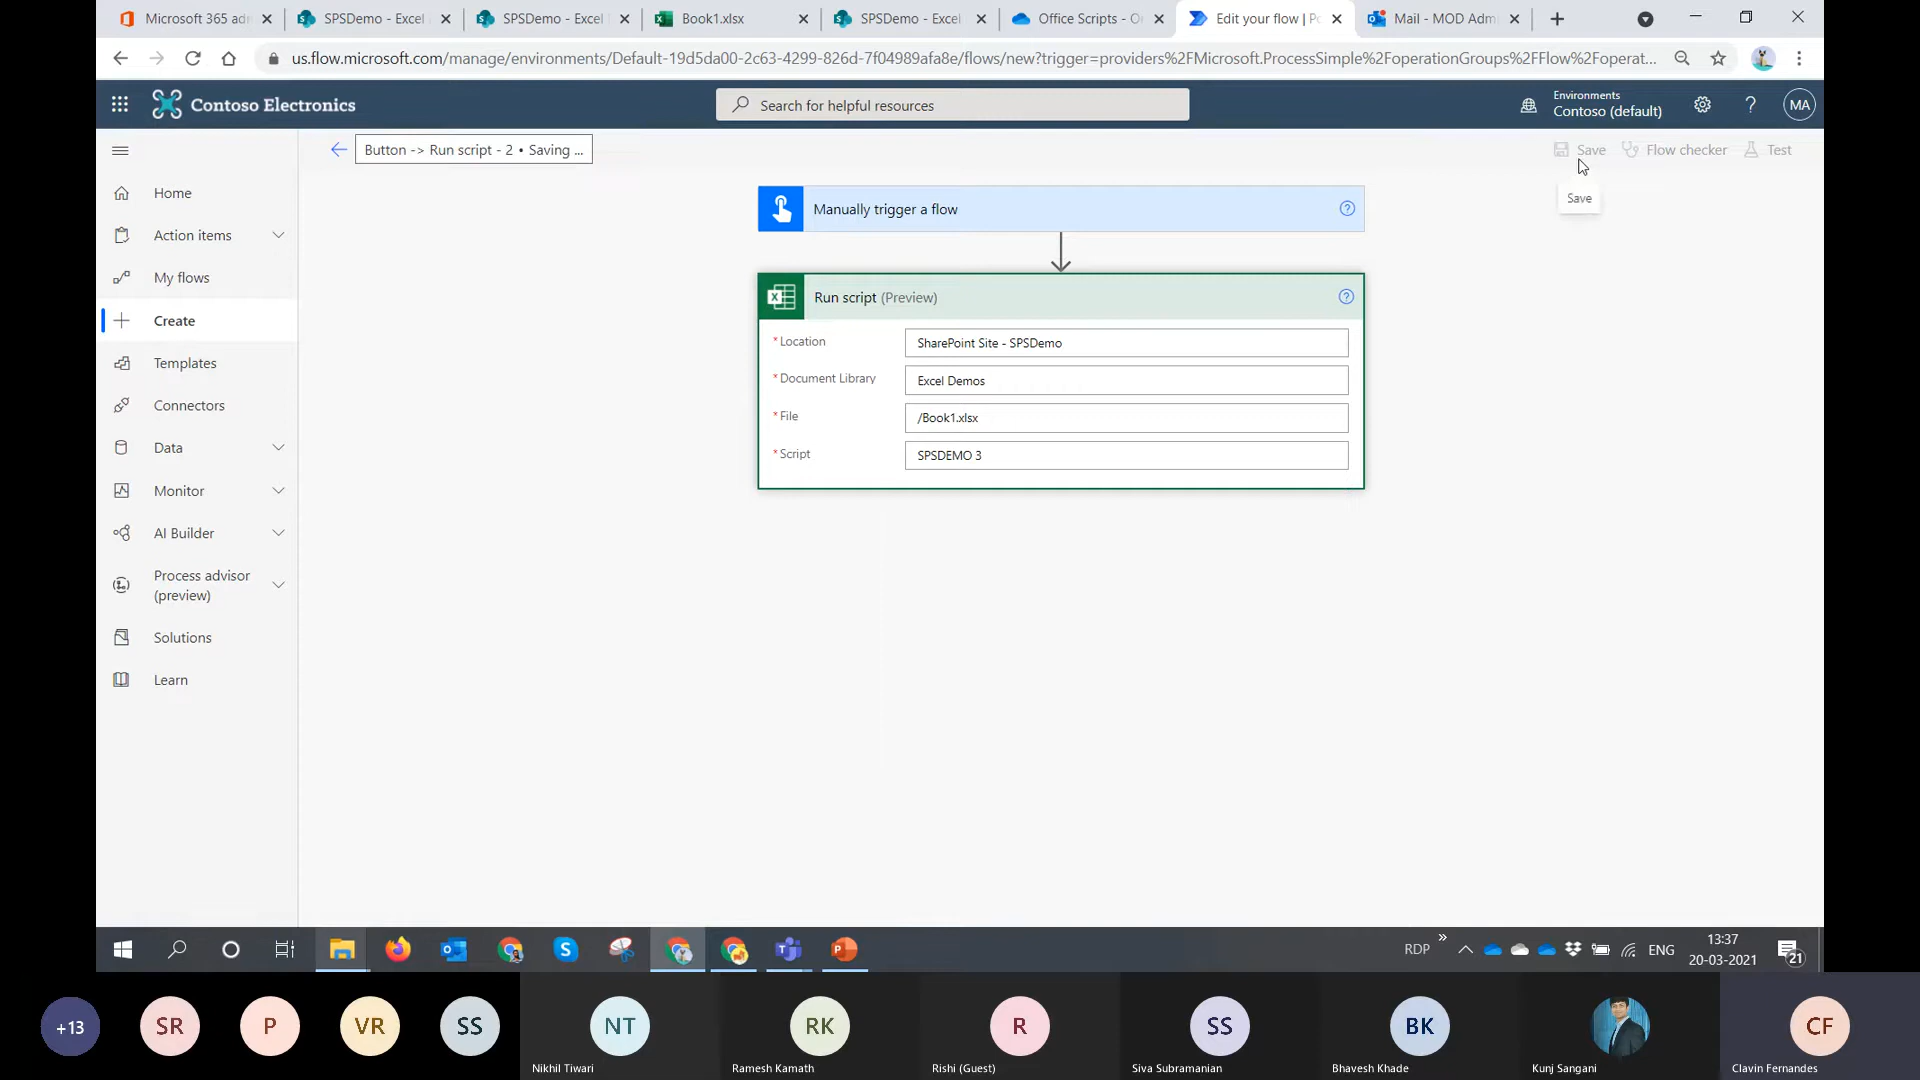 Microsoft 365 adm
SPSDemo - Excel
SPSDemo - Excel
Book1.xlsx
SPSDemo - Excel
Office Scripts - O
Edit your flow | Po
Mail - MOD Adm
us.flow.microsoft.com/manage/environments/Default-19d5da00-2c63-4299-826d-7f04989afa8e/flows/new?trigger=providers%2FMicrosoft.ProcessSimple%2FoperationGroups%2FFlow%2Foperat...
Contoso Electronics
Search for helpful resources
Environments
Contoso (default)
MA
Button -> Run script - 2 • Saving ...
Save
Flow checker
Test
Save
Home
Action items
My flows
Create
Templates
Connectors
Data
Monitor
AI Builder
Process advisor
(preview)
Solutions
Learn
Manually trigger a flow
Run script (Preview)
* Location
SharePoint Site - SPSDemo
* Document Library
Excel Demos
* File
/Book1.xlsx
* Script
SPSDEMO 3
RDP
ENG
13:37
20-03-2021
21
+13
SR
P
VR
SS
NT
RK
R
SS
BK
CF
Nikhil Tiwari
Ramesh Kamath
Rishi (Guest)
Siva Subramanian
Bhavesh Khade
Kunj Sangani
Clavin Fernandes